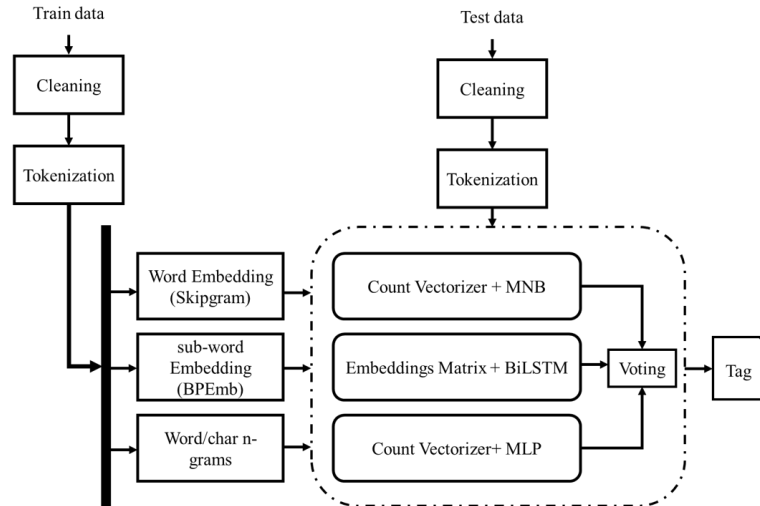 Train data
Test data
Cleaning
Cleaning
Tokenization
Tokenization
Word Embedding
(Skipgram)
Count Vectorizer + MNB
sub-word
Embedding
(BPEmb)
Embeddings Matrix + BiLSTM
Voting
Tag
Word/char n-
grams
Count Vectorizer+ MLP